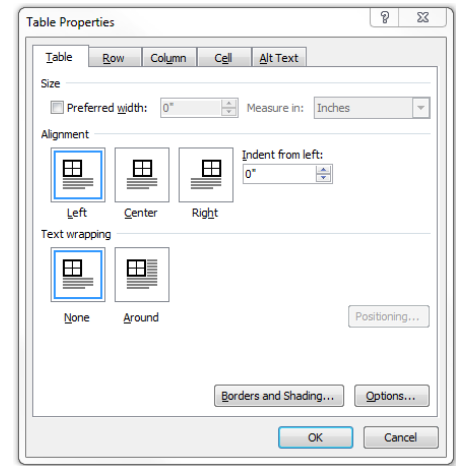 Table Properties
Table Row Column Cell Alt Text
Size
Preferred width: 0" Measure in: Inches
Alignment
Indent from left:
0"
Left Center Right
Text wrapping
None Around
Positioning...
Borders and Shading... Options...
OK Cancel